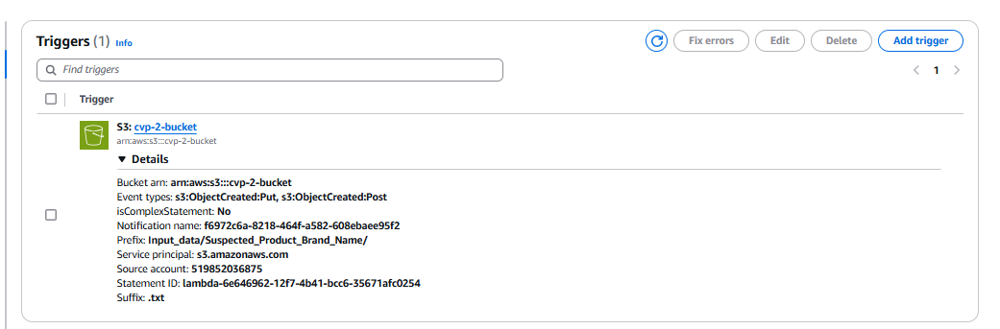 Triggers (1) Info
Fix errors Edit Delete Add trigger
Find triggers
1
Trigger
S3: cvp-2-bucket
arn:aws:s3:::cvp-2-bucket
Details
Bucket arn: arn:aws:s3:::cvp-2-bucket
Event types: s3:ObjectCreated:Put, s3:ObjectCreated:Post
isComplexStatement: No
Notification name: f6972c6a-8218-464f-a582-608ebaee95f2
Prefix: Input_data/Suspected_Product_Brand_Name/
Service principal: s3.amazonaws.com
Source account: 519852036875
Statement ID: lambda-6e646962-12f7-4b41-bcc6-35671afc0254
Suffix: .txt